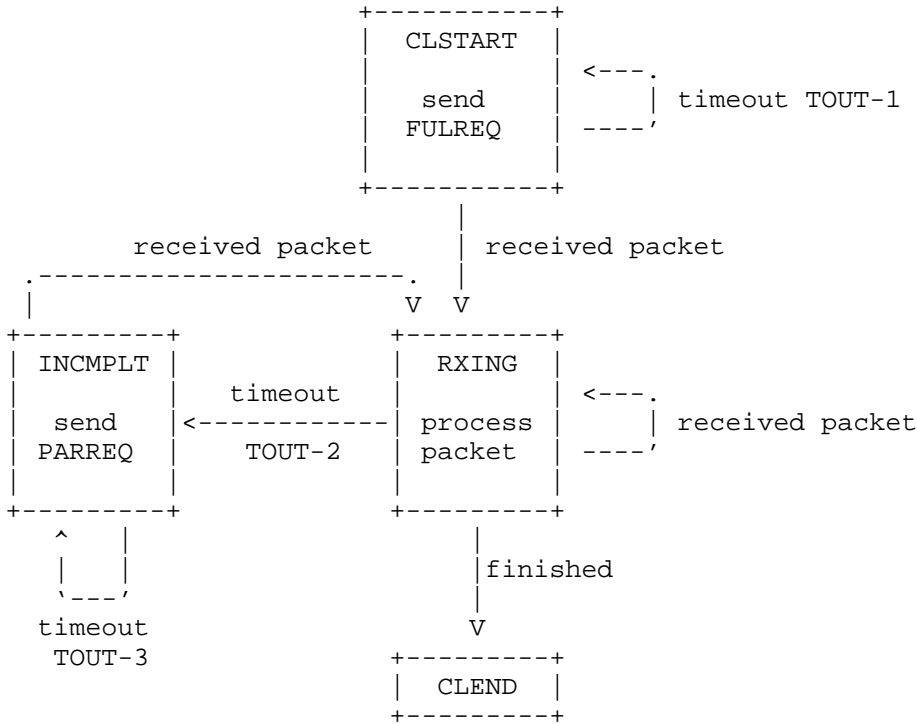 CLSTART
send
FULREQ
timeout TOUT-1
received packet
received packet
INCMPLT
send
PARREQ
timeout
TOUT-2
RXING
process
packet
received packet
finished
timeout
TOUT-3
CLEND